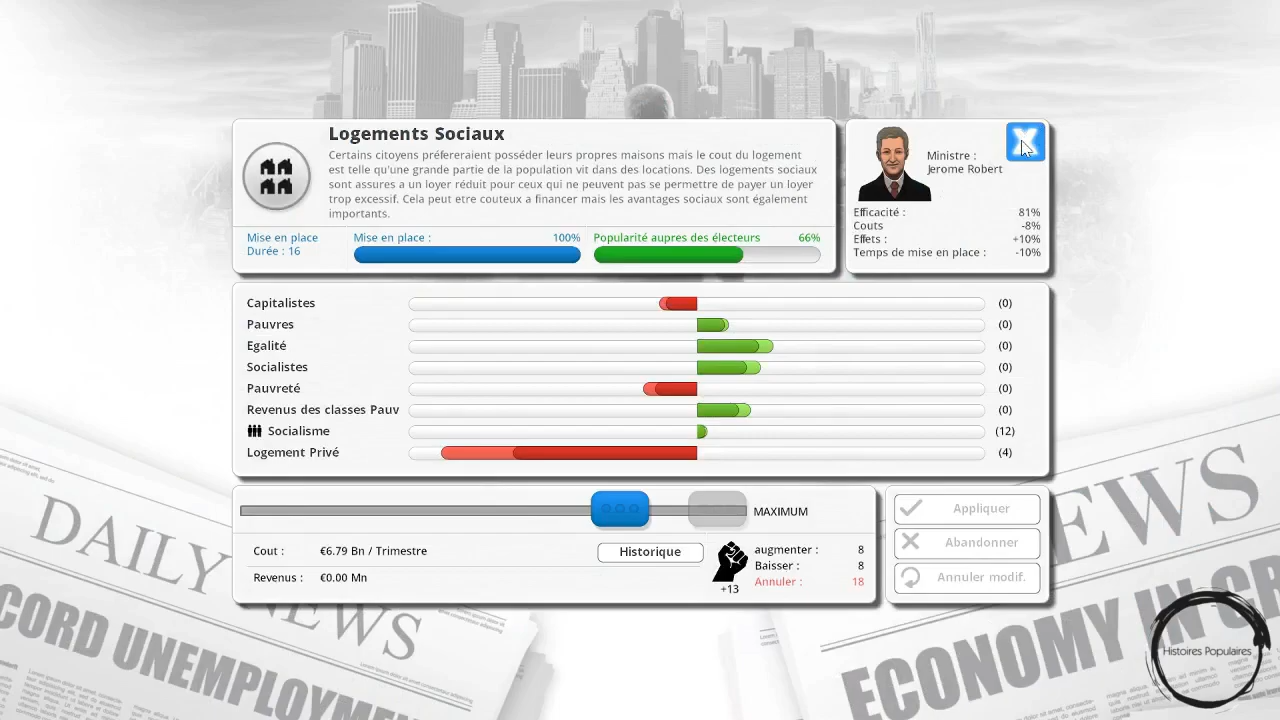 Logements Sociaux
Certains citoyens préfereraient posséder leurs propres maisons mais le cout du logement
est telle qu'une grande partie de la population vit dans des locations. Des logements sociaux
sont assures a un loyer réduit pour ceux qui ne peuvent pas se permettre de payer un loyer
trop excessif. Cela peut etre couteux a financer mais les avantages sociaux sont également
importants.
Mise en place
Durée : 16
Mise en place : 100%
Popularité aupres des électeurs 66%
Ministre :
Jerome Robert
Efficacité : 81%
Couts -8%
Effets : +10%
Temps de mise en place : -10%
Capitalistes (0)
Pauvres (0)
Egalité (0)
Socialistes (0)
Pauvreté (0)
Revenus des classes Pauv (0)
Socialisme (12)
Logement Privé (4)
MAXIMUM
Cout : €6.79 Bn / Trimestre
Revenus : €0.00 Mn
Historique
+13
augmenter : 8
Baisser : 8
Annuler : 18
Appliquer
Abandonner
Annuler modif.
DAILY NEWS
CORD UNEMPLOYME
NEWS
ECONOMY IN CR
Histoires Populaires